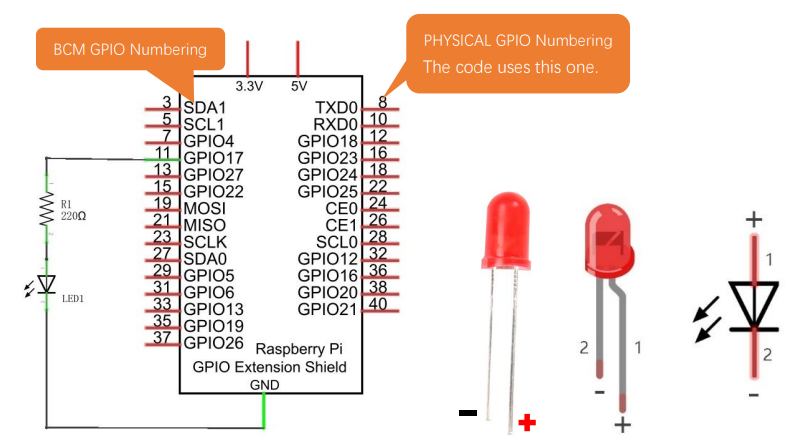 BCM GPIO Numbering
PHYSICAL GPIO Numbering
The code uses this one.
3.3V 5V
3 SDA1 TXD0 8
5 SCL1 RXD0 10
7 GPIO4 GPIO18 12
11 GPIO17 GPIO23 16
13 GPIO27 GPIO24 18
15 GPIO22 GPIO25 22
19 MOSI CE0 24
21 MISO CE1 26
23 SCLK SCL0 28
27 SDA0 GPIO12 32
29 GPIO5 GPIO16 36
31 GPIO6 GPIO20 38
33 GPIO13 GPIO21 40
35 GPIO19
37 GPIO26
Raspberry Pi
GPIO Extension Shield
GND
1
R1
220Ω
2
1
LED1
2
- +
2 1
- +
+
1
2
-